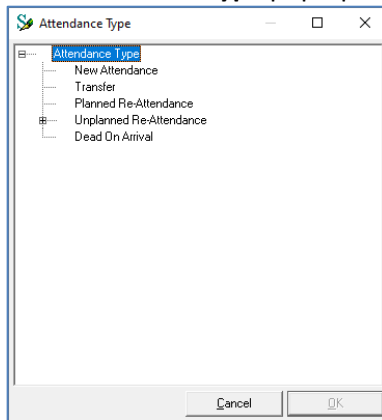 Attendance Type
Attendance Type
New Attendance
Transfer
Planned Re-Attendance
Unplanned Re-Attendance
Dead On Arrival
Cancel
OK